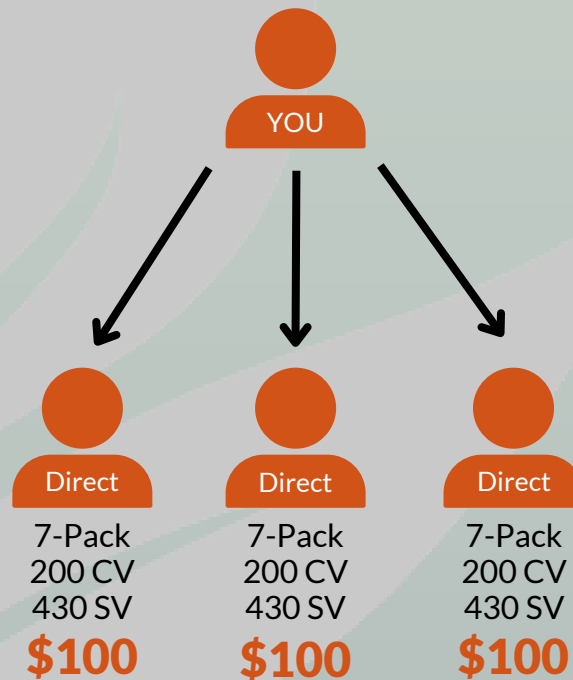 YOU
Direct
7-Pack
200 CV
430 SV
$100
Direct
7-Pack
200 CV
430 SV
$100
Direct
7-Pack
200 CV
430 SV
$100